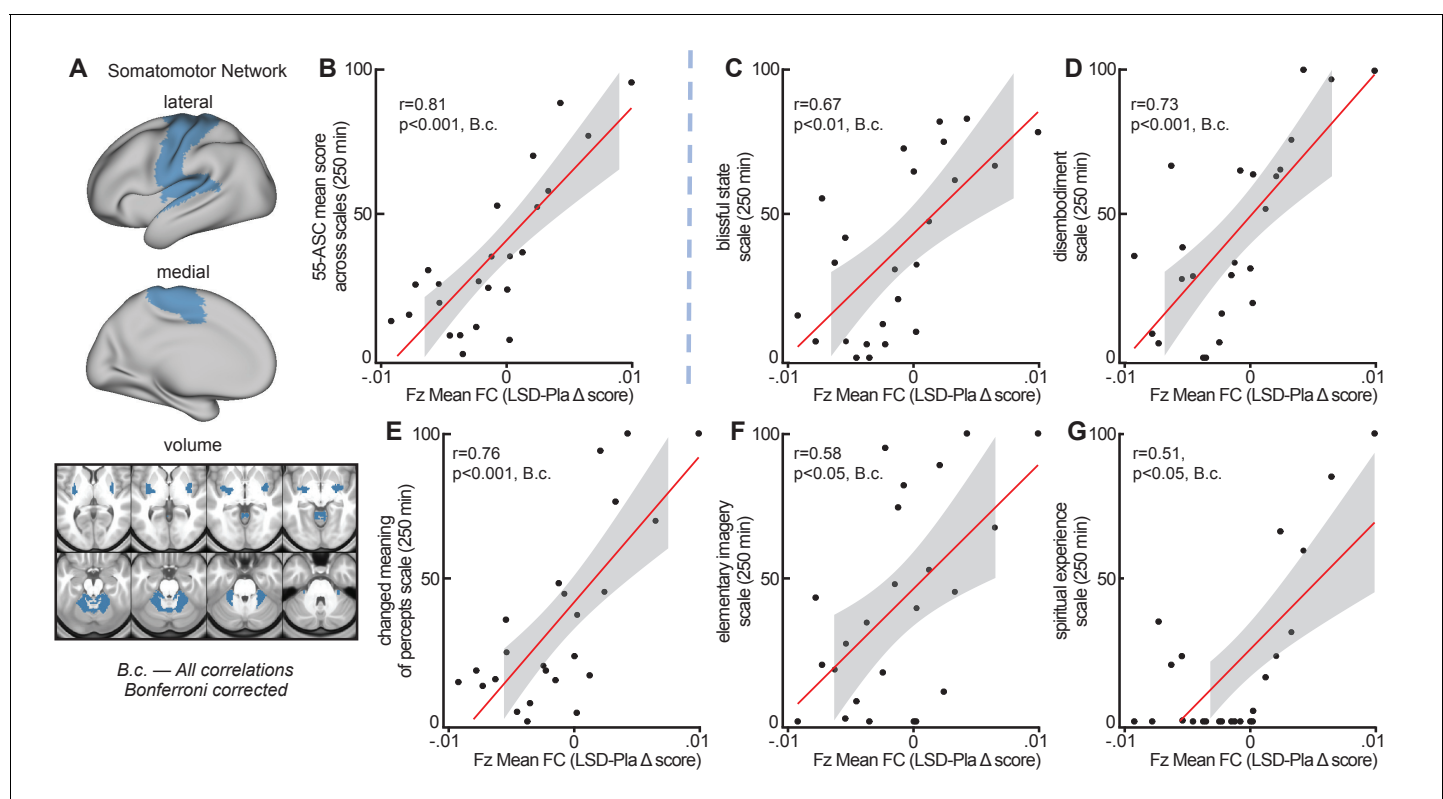 A Somatomotor Network
lateral
medial
volume
B.c. — All correlations
Bonferroni corrected
B
100
50
0
-.01
0
.01
r=0.81
p<0.001, B.c.
55-ASC mean score
across scales (250 min)
Fz Mean FC (LSD-Pla Δ score)
C
100
50
0
-.01
0
.01
r=0.67
p<0.01, B.c.
blissful state
scale (250 min)
Fz Mean FC (LSD-Pla Δ score)
D
100
50
0
-.01
0
.01
r=0.73
p<0.001, B.c.
disembodiment
scale (250 min)
Fz Mean FC (LSD-Pla Δ score)
E
100
50
0
-.01
0
.01
r=0.76
p<0.001, B.c.
changed meaning
of percepts scale (250 min)
Fz Mean FC (LSD-Pla Δ score)
F
100
50
0
-.01
0
.01
r=0.58
p<0.05, B.c.
elementary imagery
scale (250 min)
Fz Mean FC (LSD-Pla Δ score)
G
100
50
0
-.01
0
.01
r=0.51,
p<0.05, B.c.
spiritual experience
scale (250 min)
Fz Mean FC (LSD-Pla Δ score)